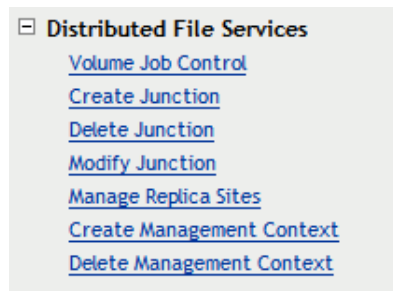 Distributed File Services
Volume Job Control
Create Junction
Delete Junction
Modify Junction
Manage Replica Sites
Create Management Context
Delete Management Context